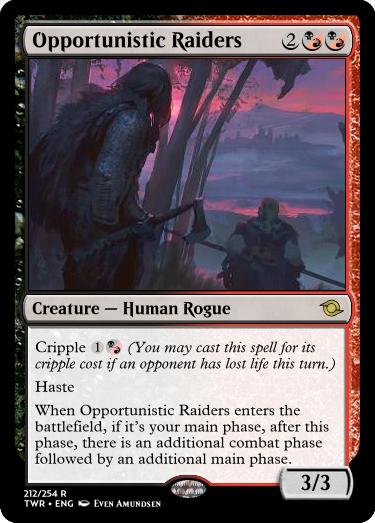 Opportunistic Raiders 2
Creature — Human Rogue
Cripple 1 (You may cast this spell for its
cripple cost if an opponent has lost life this turn.)
Haste
When Opportunistic Raiders enters the
battlefield, if it's your main phase, after this
phase, there is an additional combat phase
followed by an additional main phase.
3/3
212/254 R
TWR • ENG Even Amundsen